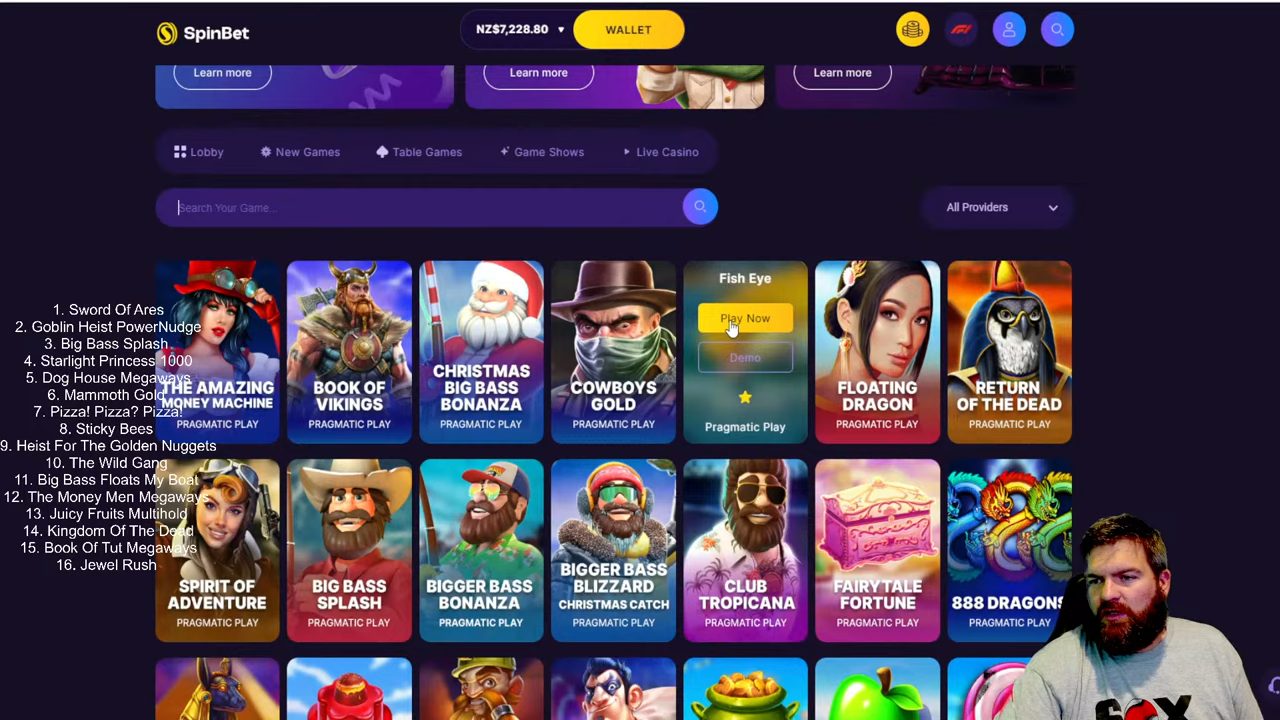 SpinBet
NZ$7,228.80
WALLET
Learn more
Learn more
Learn more
Lobby
New Games
Table Games
Game Shows
Live Casino
Search Your Game...
All Providers
1. Sword Of Ares
2. Goblin Heist PowerNudge
3. Big Bass Splash
4. Starlight Princess 1000
5. Dog House Megaways
6. Mammoth Gold
7. Pizza! Pizza? Pizza!
8. Sticky Bees
9. Heist For The Golden Nuggets
10. The Wild Gang
11. Big Bass Floats My Boat
12. The Money Men Megaways
13. Juicy Fruits Multihold
14. Kingdom Of The Dead
15. Book Of Tut Megaways
16. Jewel Rush
THE AMAZING
MONEY MACHINE
PRAGMATIC PLAY
BOOK OF
VIKINGS
PRAGMATIC PLAY
CHRISTMAS
BIG BASS
BONANZA
PRAGMATIC PLAY
COWBOYS
GOLD
PRAGMATIC PLAY
Fish Eye
Play Now
Demo
Pragmatic Play
FLOATING
DRAGON
PRAGMATIC PLAY
RETURN
OF THE DEAD
PRAGMATIC PLAY
SPIRIT OF
ADVENTURE
PRAGMATIC PLAY
BIG BASS
SPLASH
PRAGMATIC PLAY
BIGGER BASS
BONANZA
PRAGMATIC PLAY
BIGGER BASS
BLIZZARD
CHRISTMAS CATCH
PRAGMATIC PLAY
CLUB
TROPICANA
PRAGMATIC PLAY
FAIRYTALE
FORTUNE
PRAGMATIC PLAY
888 DRAGONS
PRAGMATIC PLAY